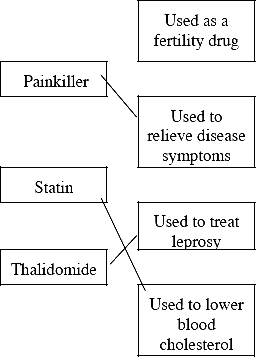 Used as a
fertility drug
Painkiller
Used to
relieve disease
symptoms
Statin
Used to treat
leprosy
Thalidomide
Used to lower
blood
cholesterol